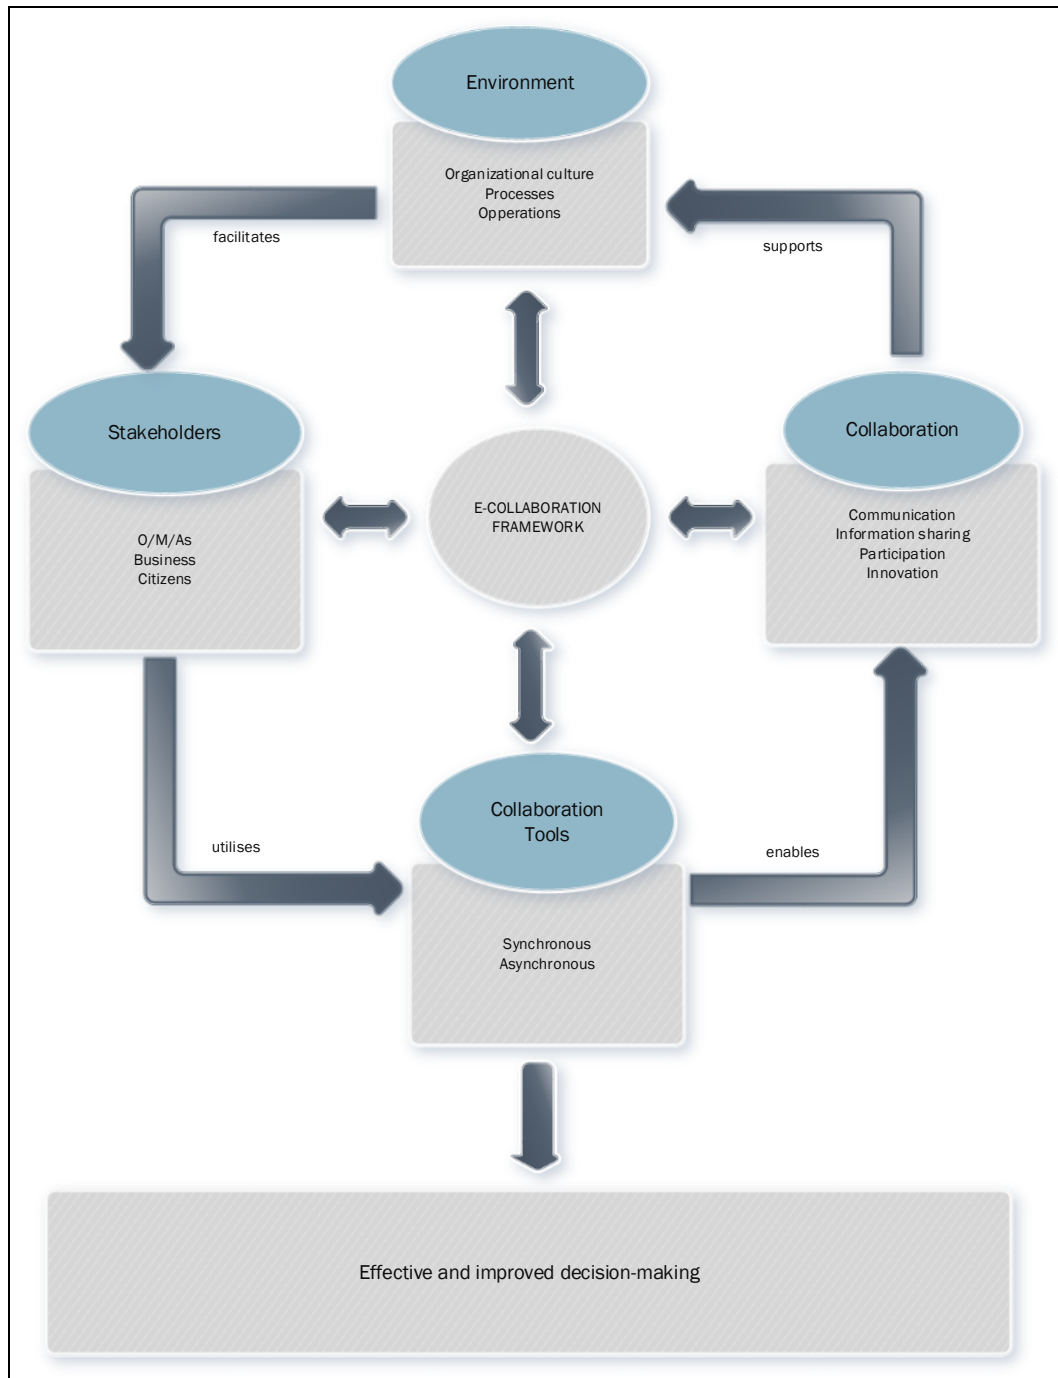 Environment
Organizational culture
Processes
Opperations
facilitates
supports
Stakeholders
O/M/As
Business
Citizens
E-COLLABORATION
FRAMEWORK
Collaboration
Communication
Information sharing
Participation
Innovation
utilises
Collaboration
Tools
enables
Synchronous
Asynchronous
Effective and improved decision-making